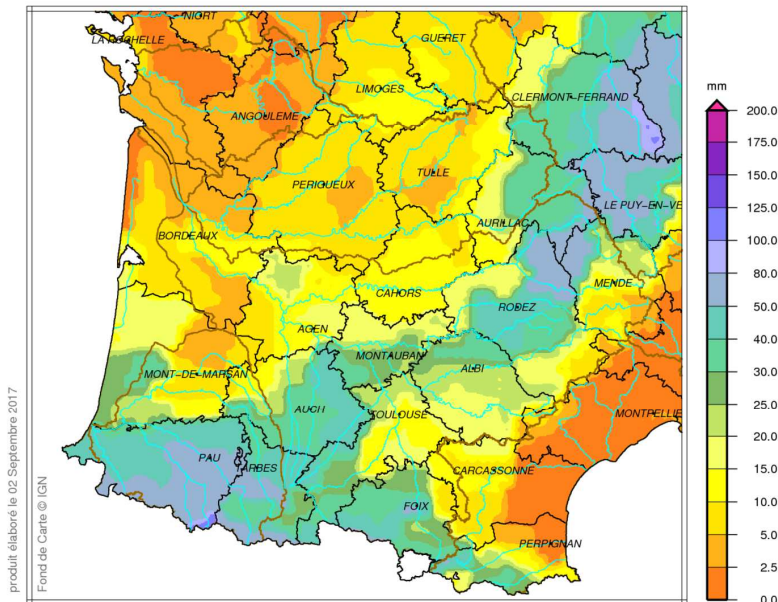 NIORT
LA ROCHELLE
GUERET
LIMOGES
CLERMONT-FERRAND
ANGOULEME
PERIGUEUX
TULLE
LE PUY-EN-VE
AURILLAC
BORDEAUX
MENDE
CAHORS
RODEZ
AGEN
MONTAUBAN
ALBI
MONT-DE-MARSAN
AUCH
TOULOUSE
MONTPELLIE
PAU
TARBES
CARCASSONNE
FOIX
PERPIGNAN
mm
200.0
175.0
150.0
125.0
100.0
80.0
60.0
50.0
40.0
30.0
25.0
20.0
15.0
10.0
5.0
2.5
0.0
produit élaboré le 02 Septembre 2017
Fond de Carte © IGN